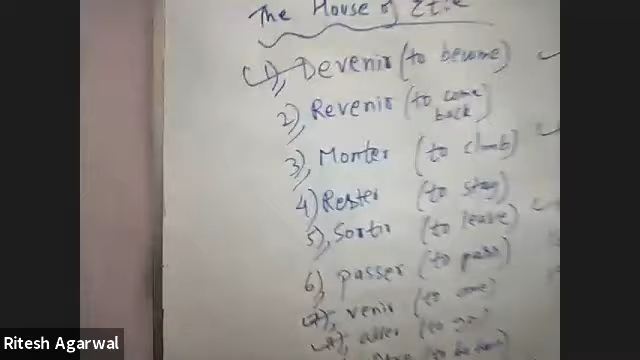 The House of Etre
1), Devenir (to become)
2), Revenir (to come back)
3), Monter (to climb)
4) Rester (to stay)
5), Sortir (to leave)
6), passer (to pass)
7), venir (to come)
8), aller (to go)
Ritesh Agarwal